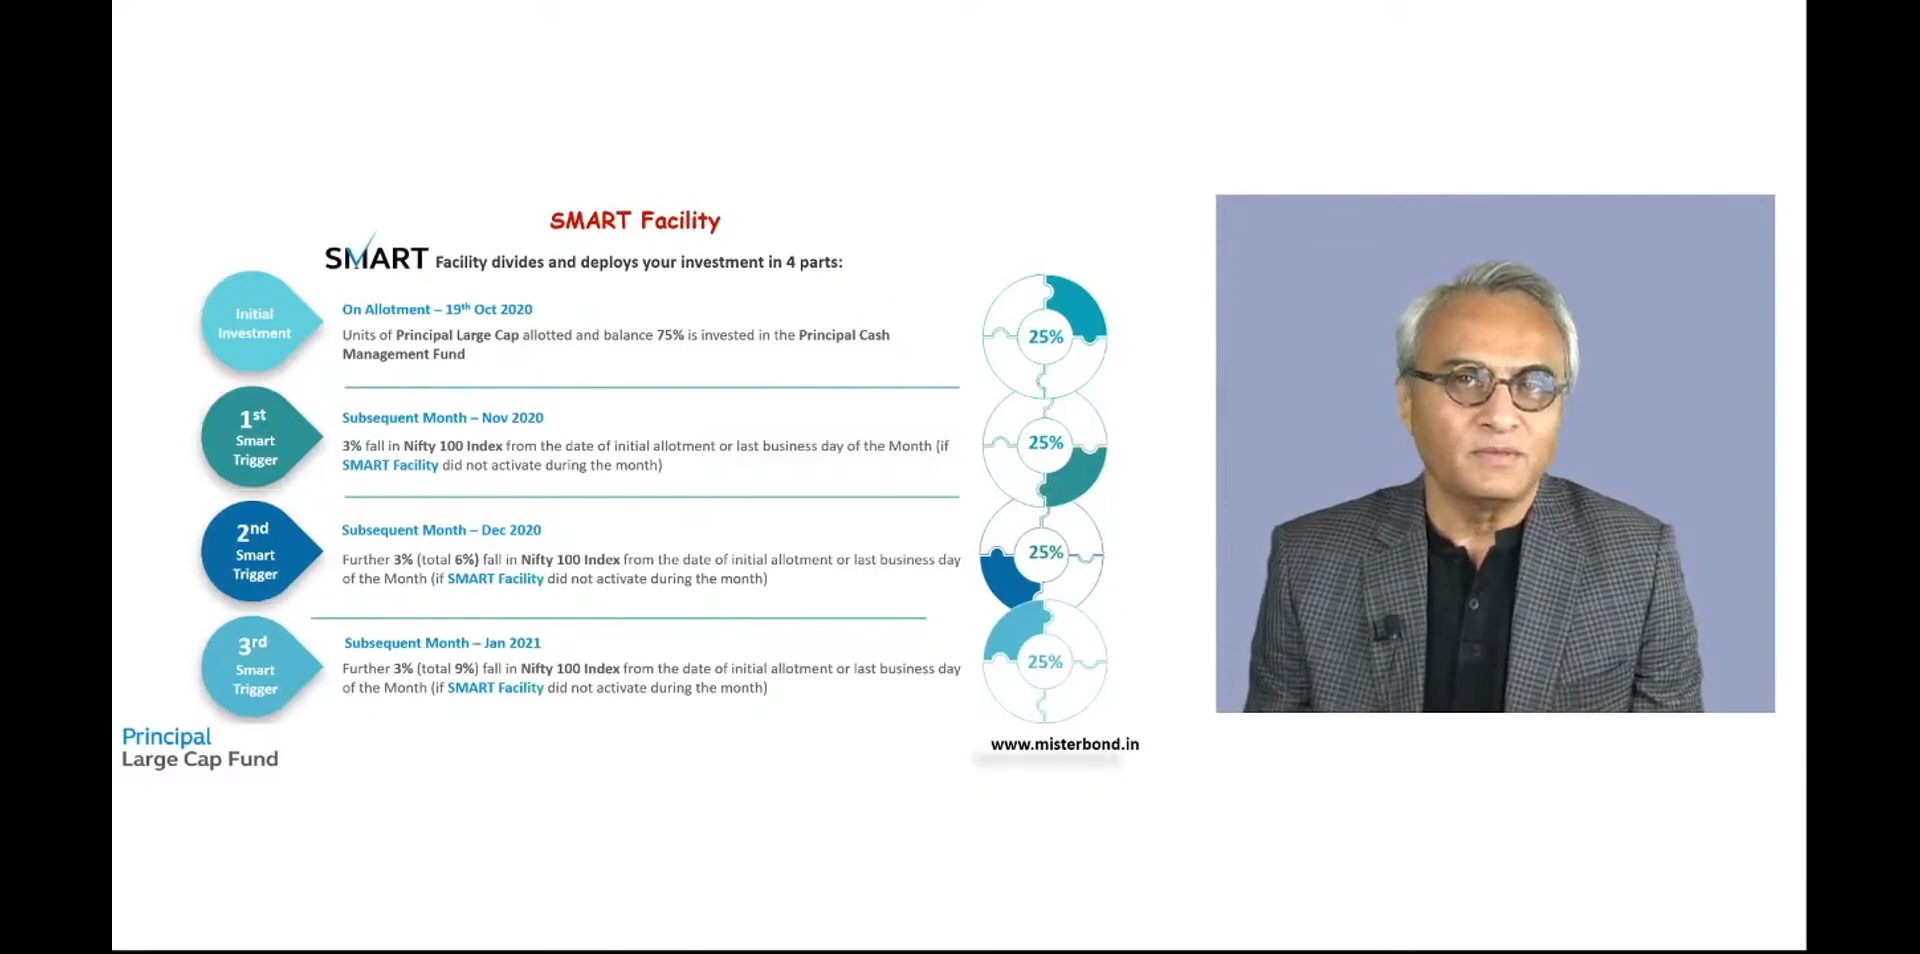 SMART Facility
SMART Facility divides and deploys your investment in 4 parts:
Initial
Investment
On Allotment – 19th Oct 2020
Units of Principal Large Cap allotted and balance 75% is invested in the Principal Cash
Management Fund
25%
1st
Smart
Trigger
Subsequent Month – Nov 2020
3% fall in Nifty 100 Index from the date of initial allotment or last business day of the Month (if
SMART Facility did not activate during the month)
25%
2nd
Smart
Trigger
Subsequent Month – Dec 2020
Further 3% (total 6%) fall in Nifty 100 Index from the date of initial allotment or last business day
of the Month (if SMART Facility did not activate during the month)
25%
3rd
Smart
Trigger
Subsequent Month – Jan 2021
Further 3% (total 9%) fall in Nifty 100 Index from the date of initial allotment or last business day
of the Month (if SMART Facility did not activate during the month)
25%
Principal
Large Cap Fund
www.misterbond.in